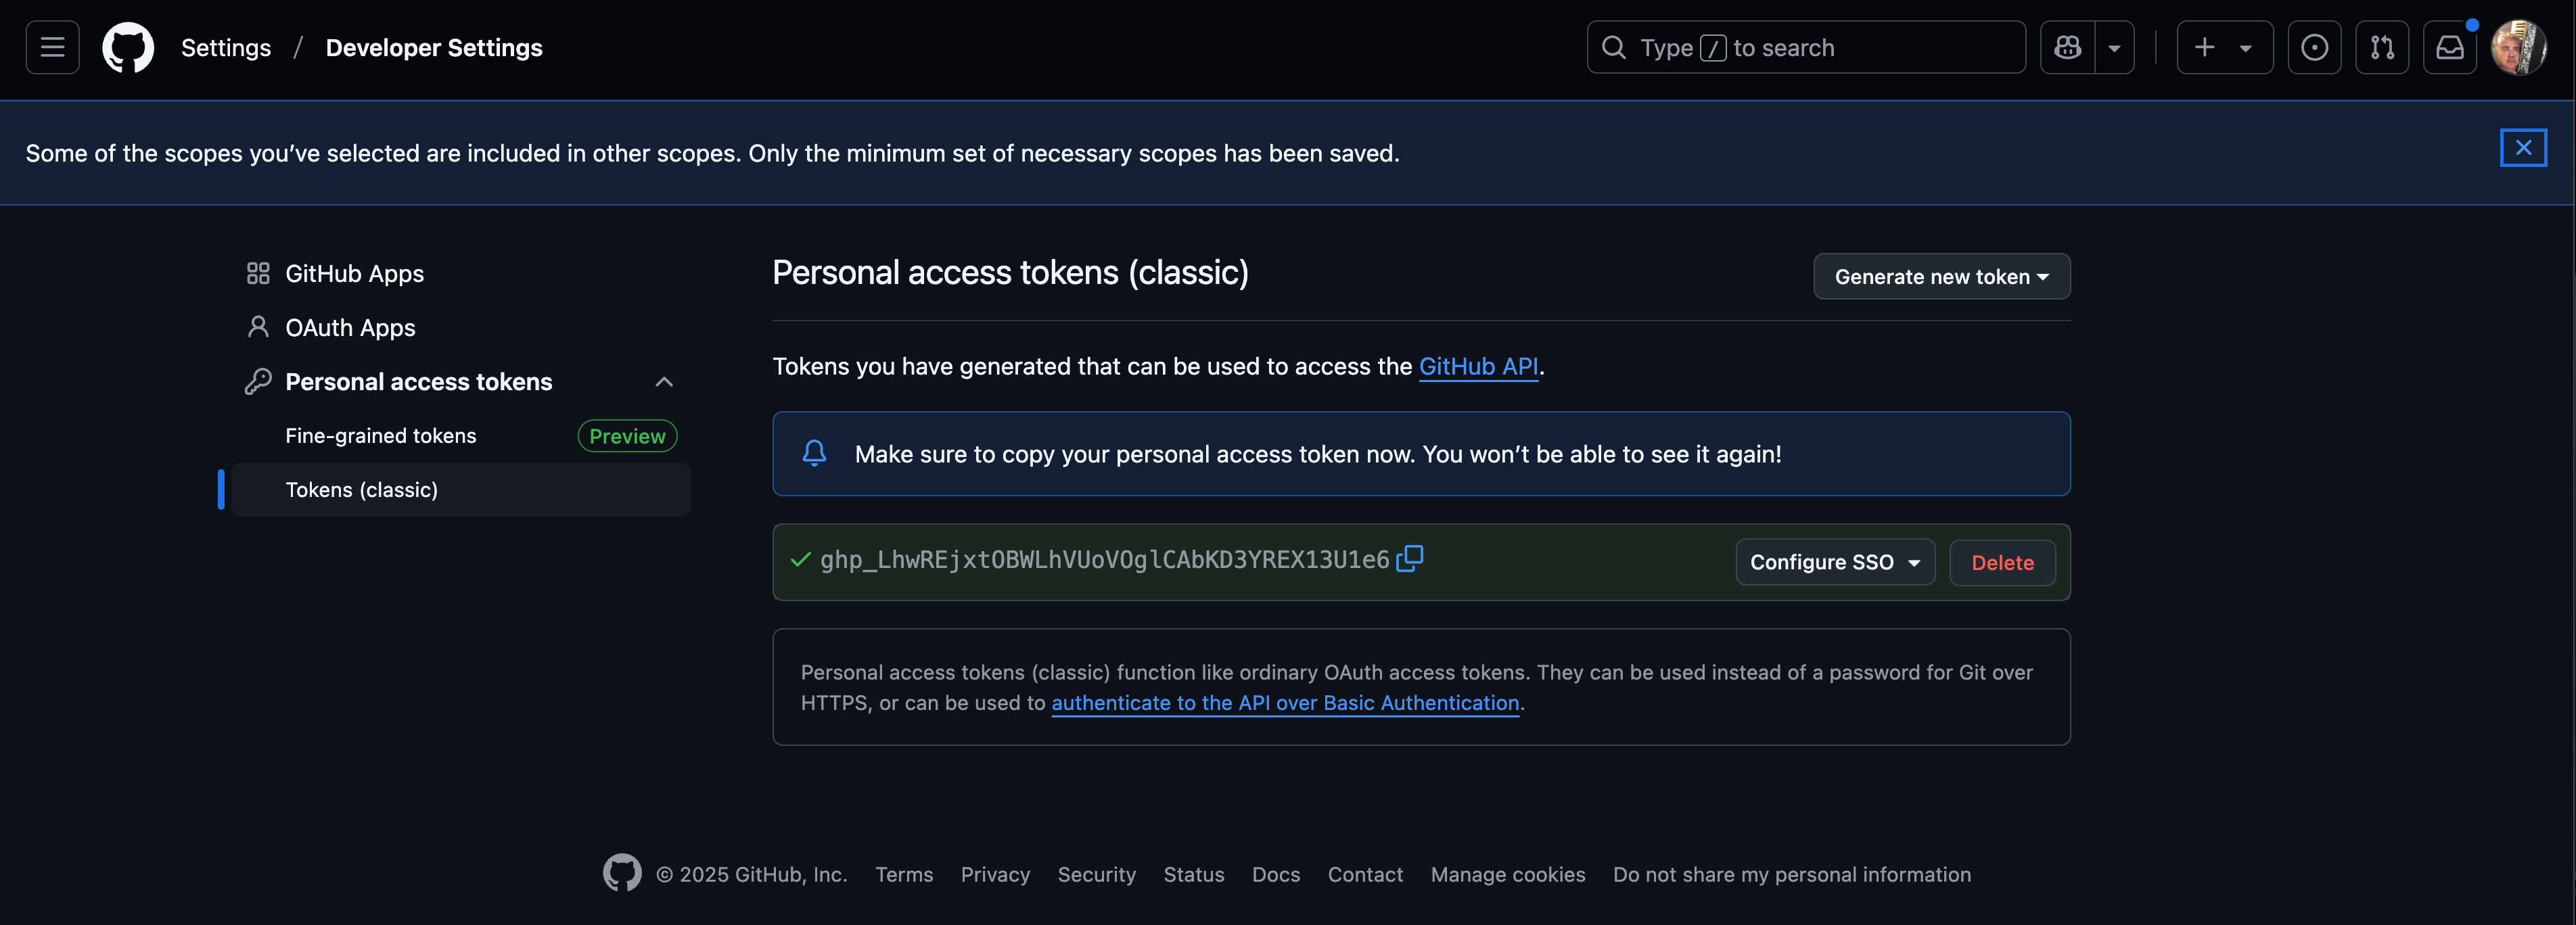 Settings / Developer Settings
Type / to search
Some of the scopes you’ve selected are included in other scopes. Only the minimum set of necessary scopes has been saved.
GitHub Apps
OAuth Apps
Personal access tokens
Fine-grained tokens Preview
Tokens (classic)
Personal access tokens (classic)
Generate new token
Tokens you have generated that can be used to access the GitHub API.
Make sure to copy your personal access token now. You won’t be able to see it again!
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
Configure SSO
Delete
Personal access tokens (classic) function like ordinary OAuth access tokens. They can be used instead of a password for Git over
HTTPS, or can be used to authenticate to the API over Basic Authentication.
© 2025 GitHub, Inc. Terms Privacy Security Status Docs Contact Manage cookies Do not share my personal information